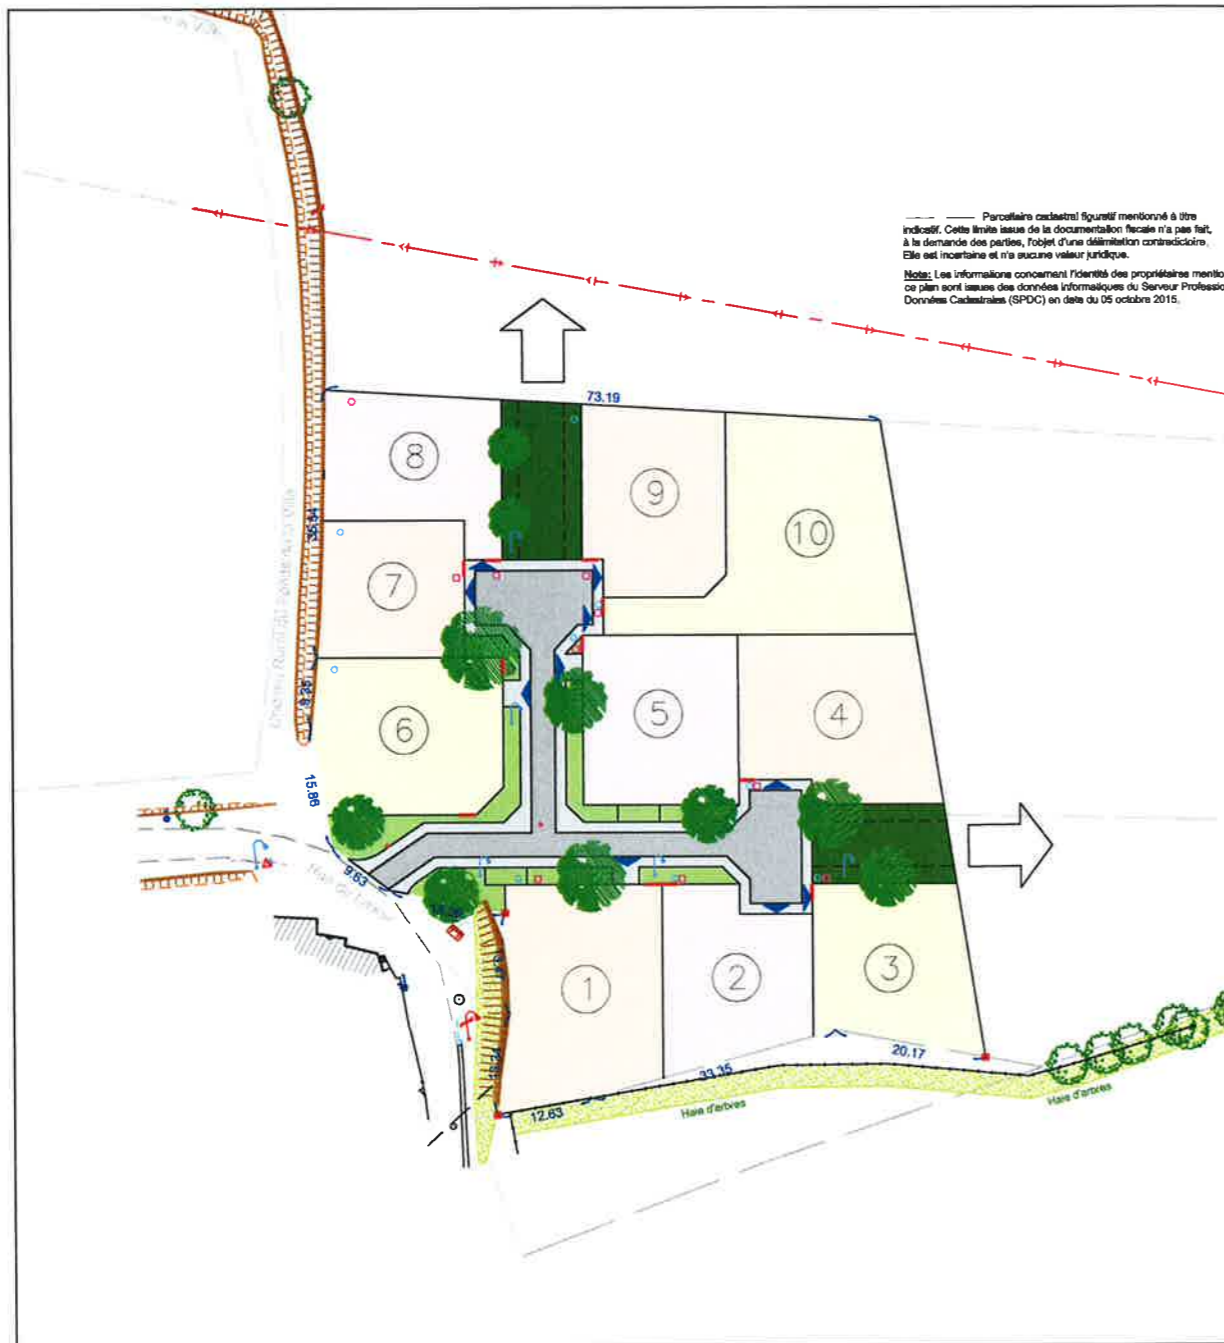 Parcellaire cadastral figuratif mentionné à titre
indicatif. Cette limite issue de la documentation fiscale n'a pas fait,
à la demande des parties, l'objet d'une délimitation contradictoire.
Elle est incertaine et n'a aucune valeur juridique.
Note: Les informations concernant l'identité des propriétaires mentio
ce plan sont issues des données informatiques du Serveur Professio
Données Cadastrales (SPDC) en date du 05 octobre 2015.
73.19
8
9
10
7
6
5
4
15.86
9.63
1
2
3
20.17
33.35
12.63
Haie d'arbres
Haie d'arbres